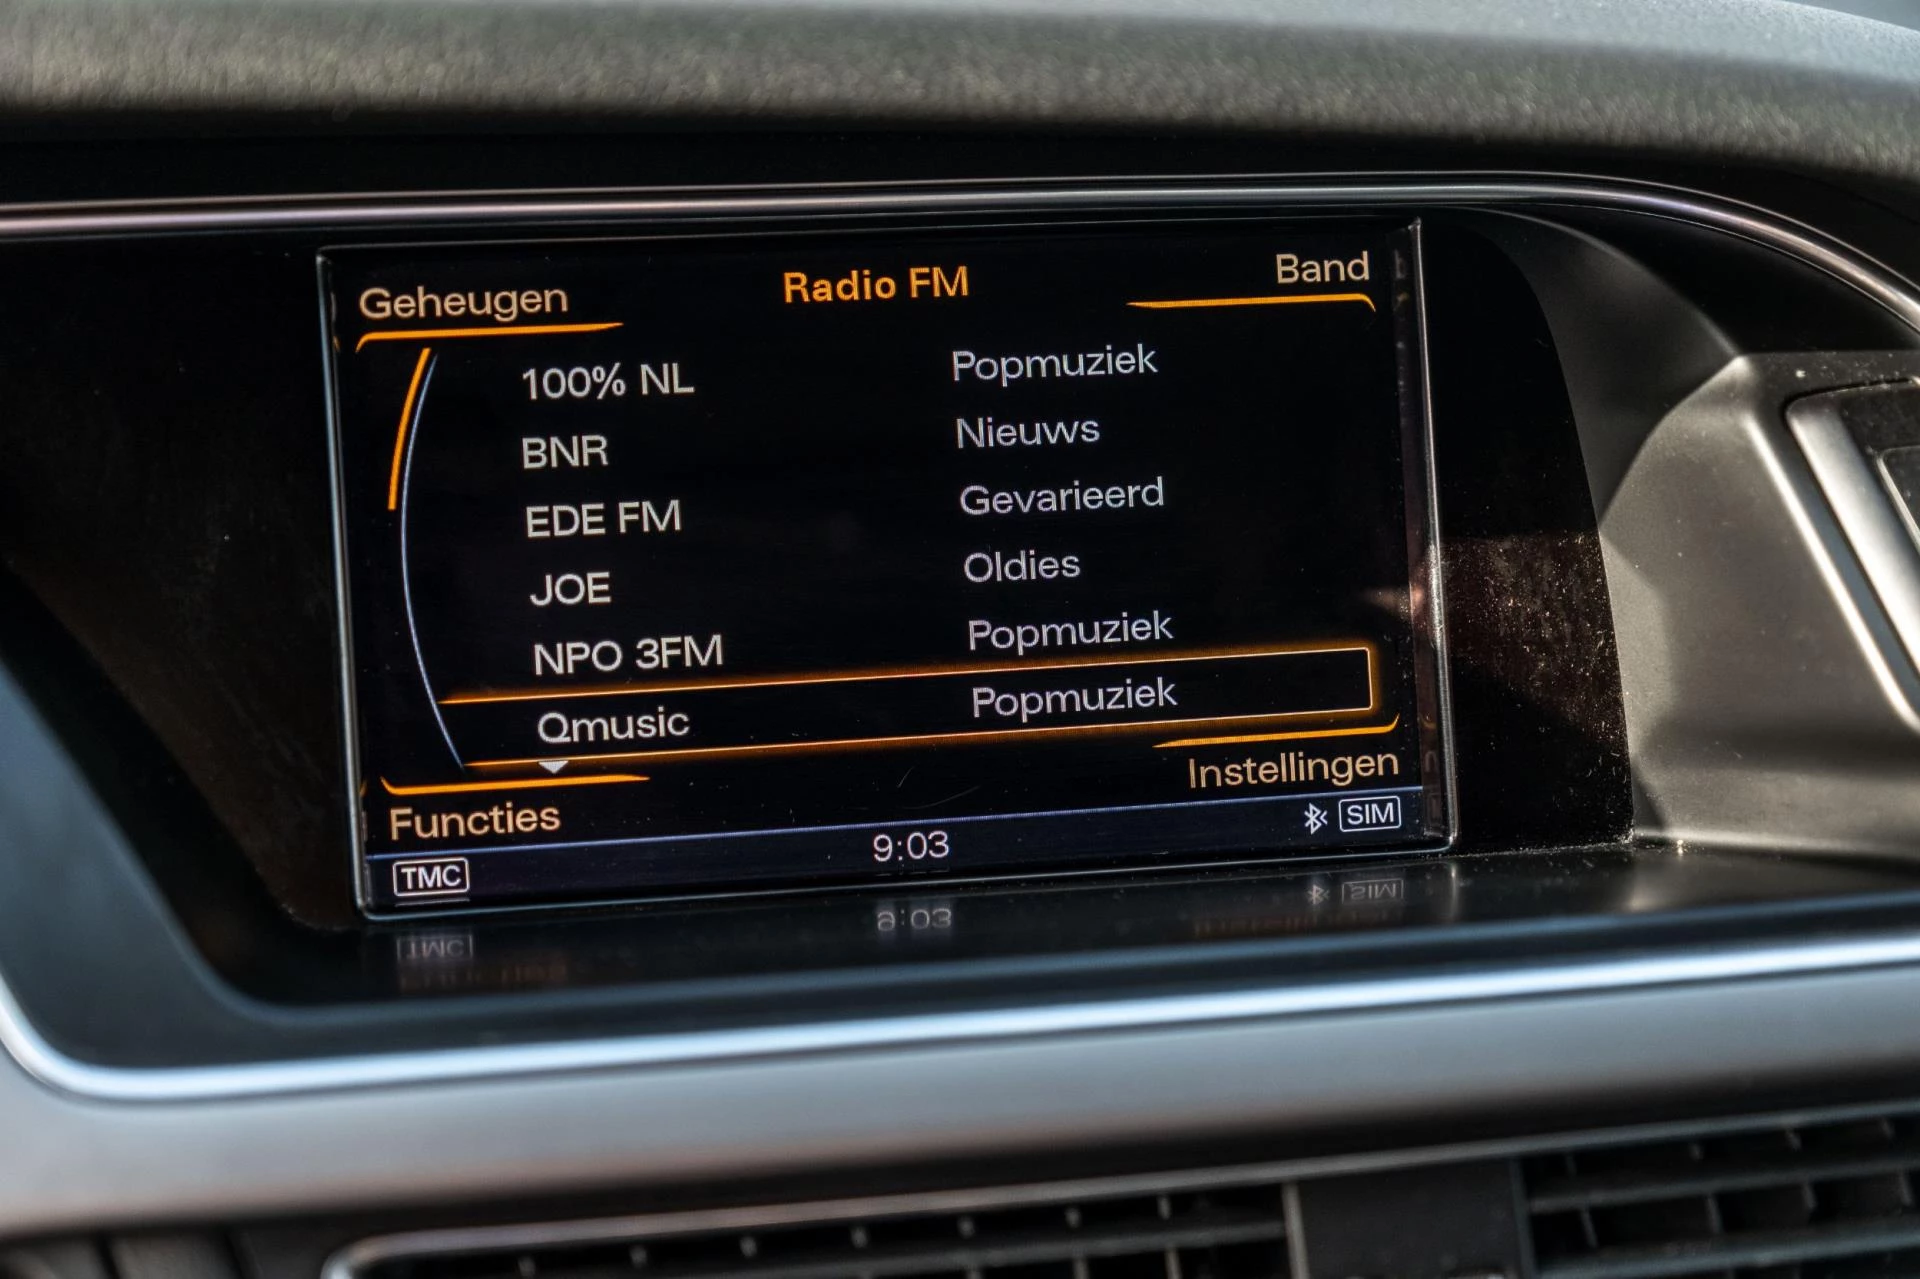 Geheugen Radio FM Band
100% NL Popmuziek
BNR Nieuws
EDE FM Gevarieerd
JOE Oldies
NPO 3FM Popmuziek
Qmusic Popmuziek
Functies Instellingen
TMC 9:03 SIM